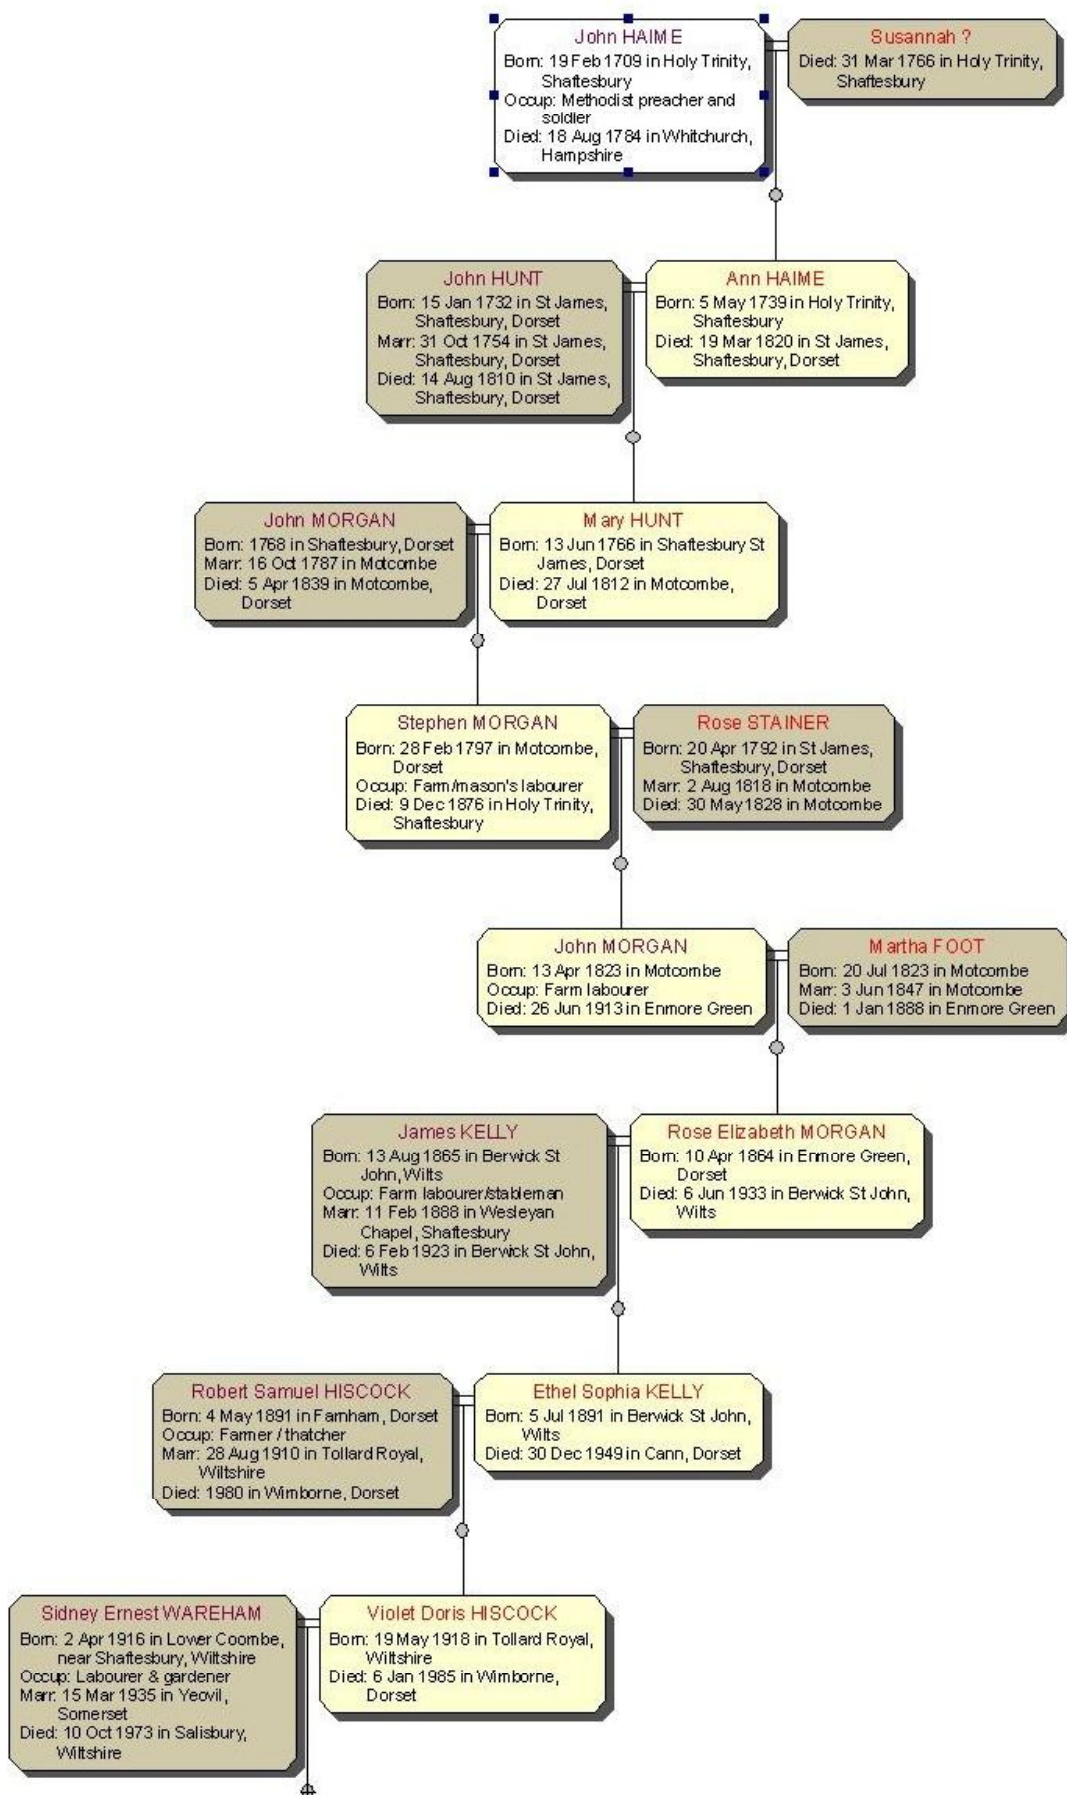 John HAIME
Born: 19 Feb 1709 in Holy Trinity,
Shaftesbury
Occup: Methodist preacher and
soldier
Died: 18 Aug 1784 in Whitchurch,
Hampshire
Susannah ?
Died: 31 Mar 1766 in Holy Trinity,
Shaftesbury
John HUNT
Born: 15 Jan 1732 in St James,
Shaftesbury, Dorset
Marr: 31 Oct 1754 in St James,
Shaftesbury, Dorset
Died: 14 Aug 1810 in St James,
Shaftesbury, Dorset
Ann HAIME
Born: 5 May 1739 in Holy Trinity,
Shaftesbury
Died: 19 Mar 1820 in St James,
Shaftesbury, Dorset
John MORGAN
Born: 1768 in Shaftesbury, Dorset
Marr: 16 Oct 1787 in Motcombe
Died: 5 Apr 1839 in Motcombe,
Dorset
Mary HUNT
Born: 13 Jun 1766 in Shaftesbury St
James, Dorset
Died: 27 Jul 1812 in Motcombe,
Dorset
Stephen MORGAN
Born: 28 Feb 1797 in Motcombe,
Dorset
Occup: Farm/mason's labourer
Died: 9 Dec 1876 in Holy Trinity,
Shaftesbury
Rose STAINER
Born: 20 Apr 1792 in St James,
Shaftesbury, Dorset
Marr: 2 Aug 1818 in Motcombe
Died: 30 May 1828 in Motcombe
John MORGAN
Born: 13 Apr 1823 in Motcombe
Occup: Farm labourer
Died: 26 Jun 1913 in Enmore Green
Martha FOOT
Born: 20 Jul 1823 in Motcombe
Marr: 3 Jun 1847 in Motcombe
Died: 1 Jan 1888 in Enmore Green
James KELLY
Born: 13 Aug 1865 in Berwick St
John, Wilts
Occup: Farm labourer/stableman
Marr: 11 Feb 1888 in Wesleyan
Chapel, Shaftesbury
Died: 6 Feb 1923 in Berwick St John,
Wilts
Rose Elizabeth MORGAN
Born: 10 Apr 1864 in Enmore Green,
Dorset
Died: 6 Jun 1933 in Berwick St John,
Wilts
Robert Samuel HISCOCK
Born: 4 May 1891 in Farnham, Dorset
Occup: Farmer / thatcher
Marr: 28 Aug 1910 in Tollard Royal,
Wiltshire
Died: 1980 in Wimborne, Dorset
Ethel Sophia KELLY
Born: 5 Jul 1891 in Berwick St John,
Wilts
Died: 30 Dec 1949 in Cann, Dorset
Sidney Ernest WAREHAM
Born: 2 Apr 1916 in Lower Coombe,
near Shaftesbury, Wiltshire
Occup: Labourer & gardener
Marr: 15 Mar 1935 in Yeovil,
Somerset
Died: 10 Oct 1973 in Salisbury,
Wiltshire
Violet Doris HISCOCK
Born: 19 May 1918 in Tollard Royal,
Wiltshire
Died: 6 Jan 1985 in Wimborne,
Dorset